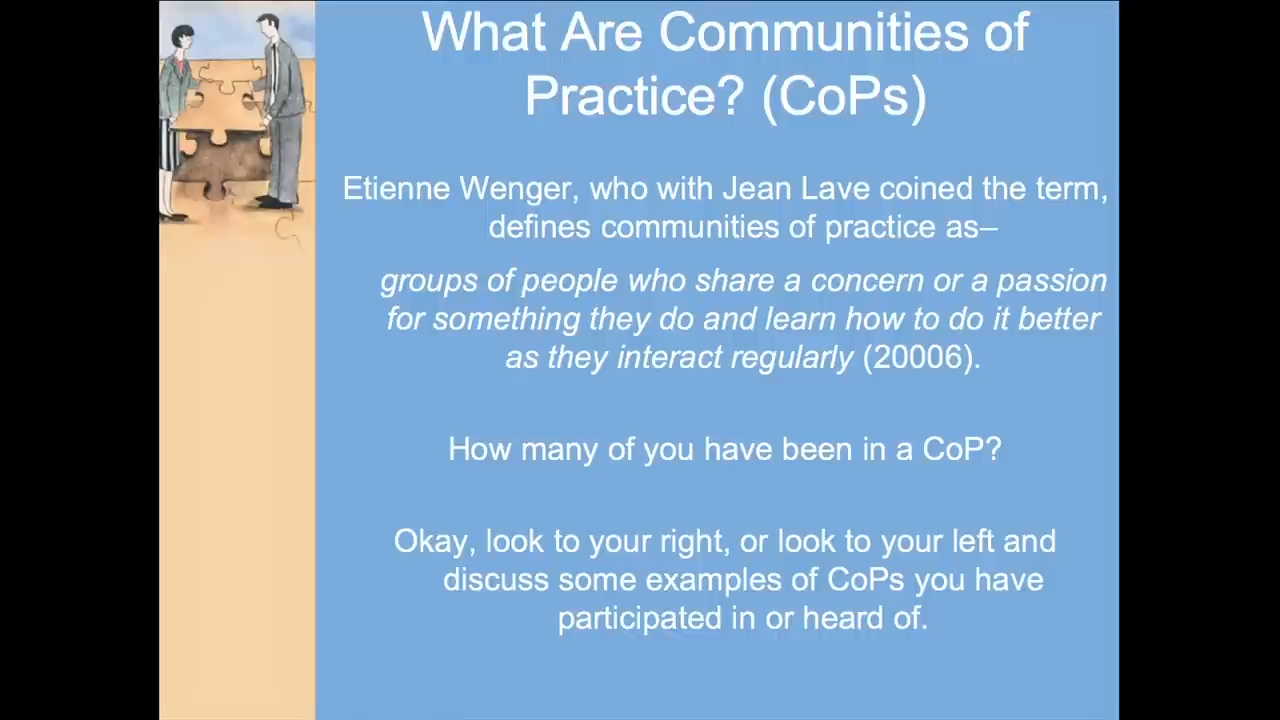 What Are Communities of
Practice? (CoPs)
Etienne Wenger, who with Jean Lave coined the term,
defines communities of practice as–
groups of people who share a concern or a passion
for something they do and learn how to do it better
as they interact regularly (20006).
How many of you have been in a CoP?
Okay, look to your right, or look to your left and
discuss some examples of CoPs you have
participated in or heard of.